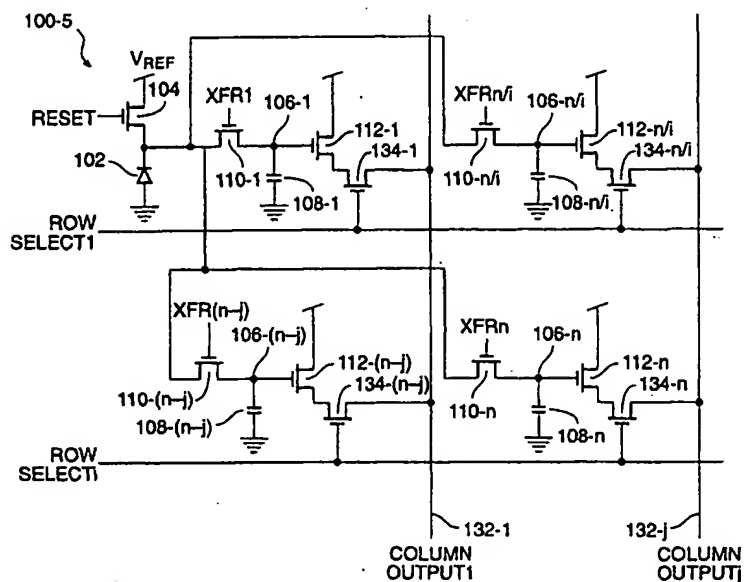 100-5
VREF
104
XFR1
106-1
XFRn/i
106-n/i
RESET
112-1
112-n/i
134-1
134-n/i
102
110-1
108-1
110-n/i
108-n/i
ROW
SELECT1
XFR(n–j)
106-(n–j)
XFRn
106-n
112-(n–j)
112-n
134-(n–j)
134-n
110-(n–j)
110-n
108-(n–j)
108-n
ROW
SELECTi
132-1
132-j
COLUMN
OUTPUT1
COLUMN
OUTPUTj